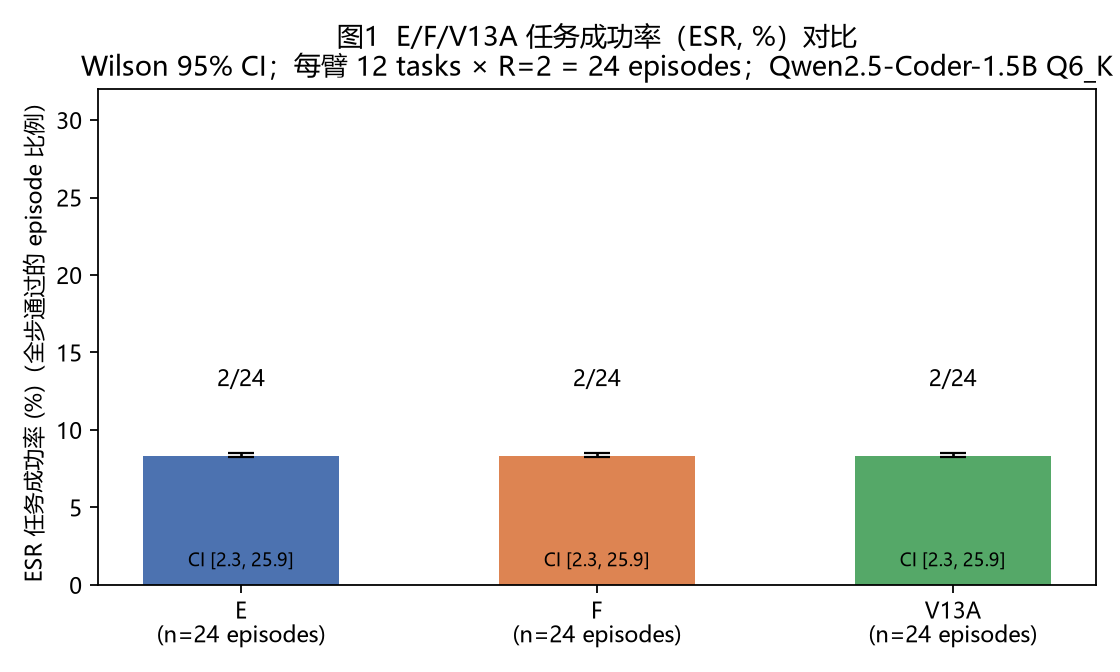 图1  E/F/V13A 任务成功率（ESR, %）对比
Wilson 95% CI；每臂 12 tasks × R=2 = 24 episodes；Qwen2.5-Coder-1.5B Q6_K
ESR 任务成功率 (%)（全步通过的 episode 比例）
30
25
20
15
10
5
0
2/24
2/24
2/24
CI [2.3, 25.9]
CI [2.3, 25.9]
CI [2.3, 25.9]
E
(n=24 episodes)
F
(n=24 episodes)
V13A
(n=24 episodes)